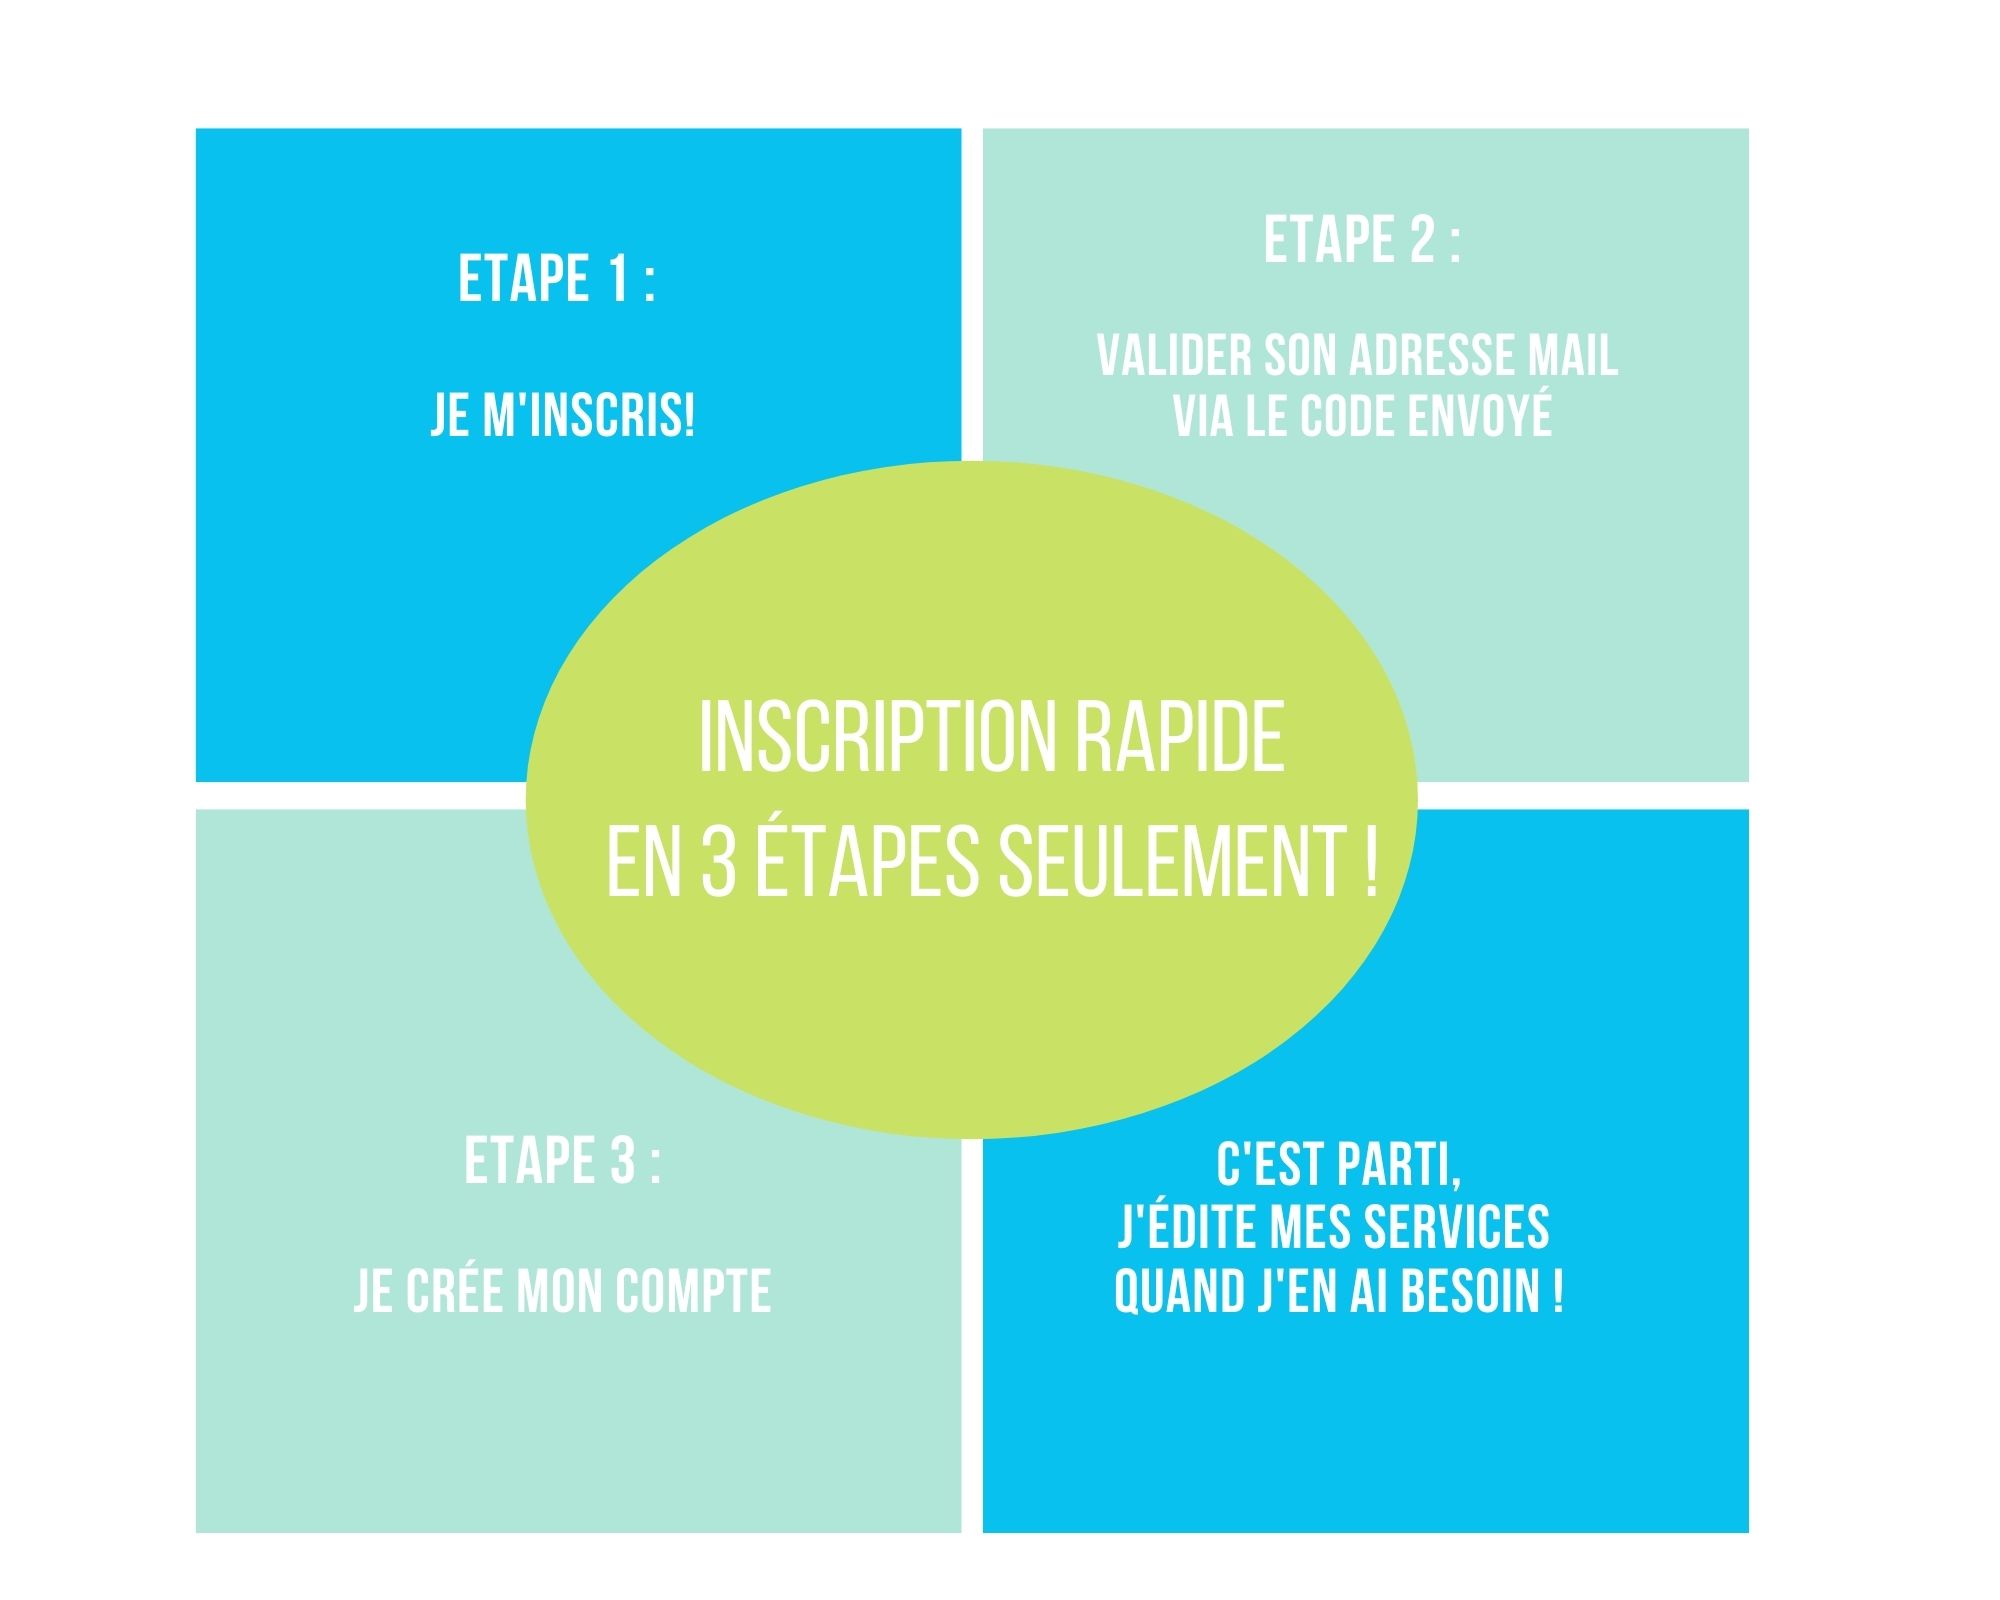 ETAPE 1 :
JE M'INSCRIS!
ETAPE 2 :
VALIDER SON ADRESSE MAIL
VIA LE CODE ENVOYÉ
INSCRIPTION RAPIDE
EN 3 ÉTAPES SEULEMENT !
ETAPE 3 :
JE CRÉE MON COMPTE
C'EST PARTI,
J'ÉDITE MES SERVICES
QUAND J'EN AI BESOIN !